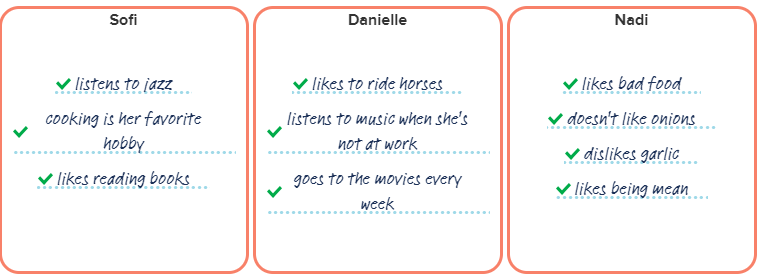 Sofi
listens to jazz
cooking is her favorite
hobby
likes reading books
Danielle
likes to ride horses
listens to music when she's
not at work
goes to the movies every
week
Nadi
likes bad food
doesn't like onions
dislikes garlic
likes being mean